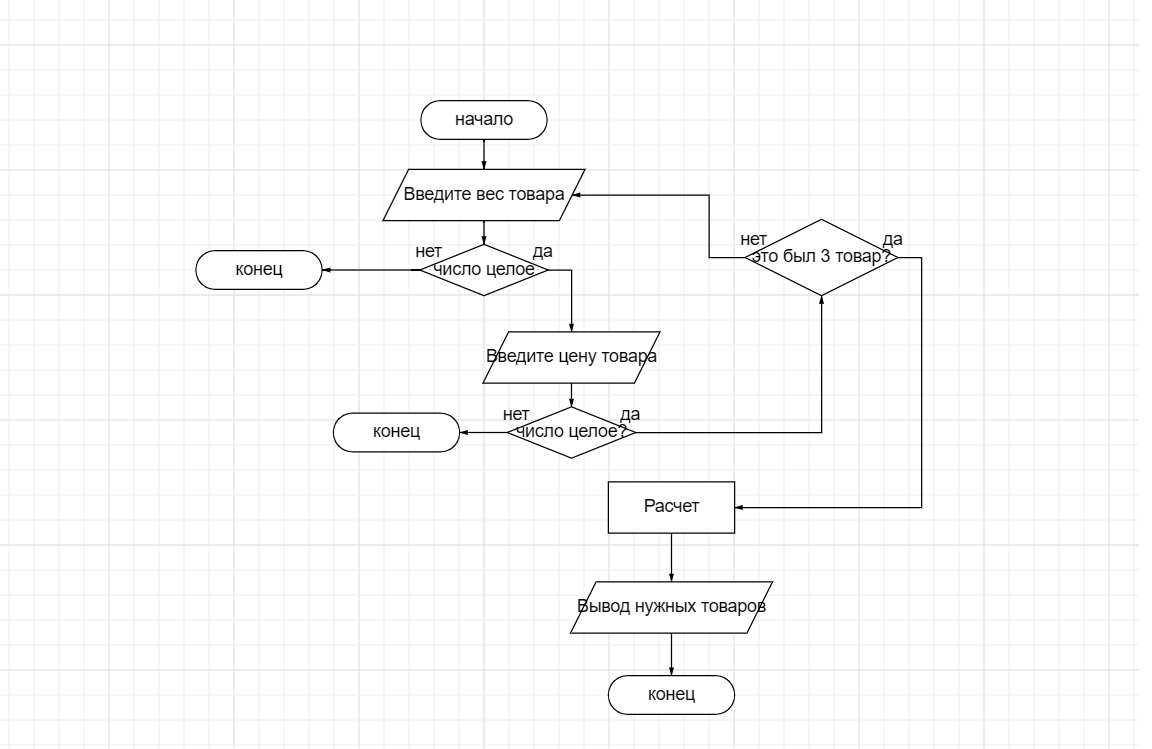 начало
Введите вес товара
нет
да
число целое
конец
нет
да
это был 3 товар?
Введите цену товара
нет
да
число целое?
конец
Расчет
Вывод нужных товаров
конец